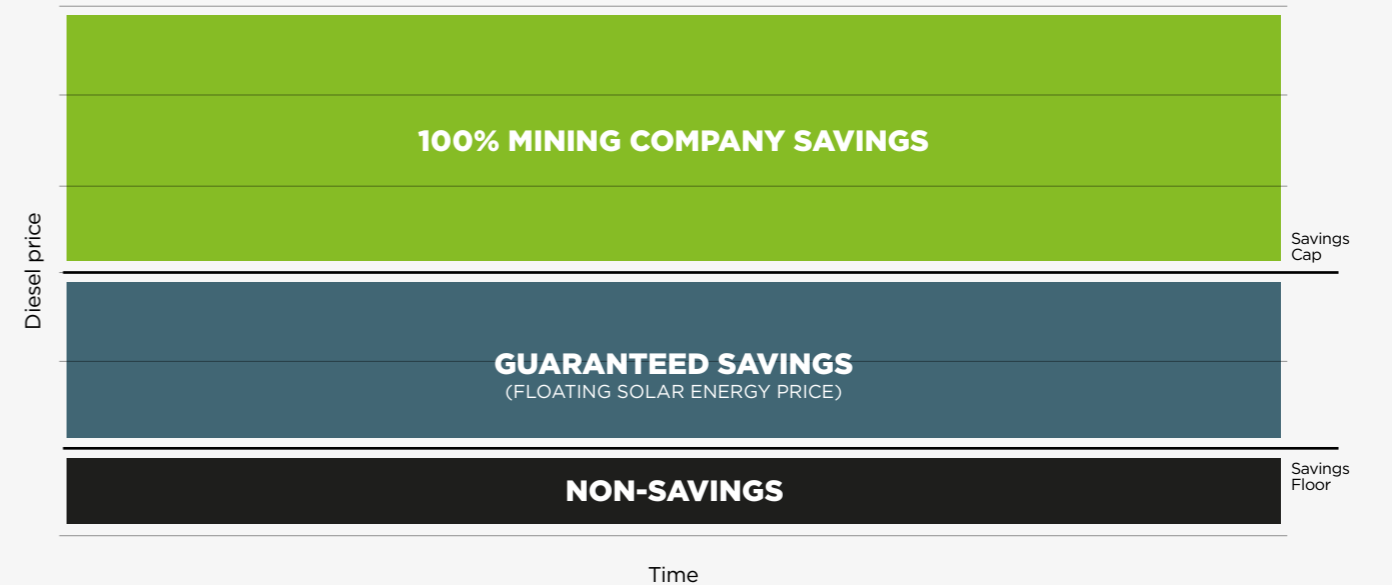 100% MINING COMPANY SAVINGS
Diesel price
Savings
Cap
GUARANTEED SAVINGS
(FLOATING SOLAR ENERGY PRICE)
Savings
Floor
NON-SAVINGS
Time